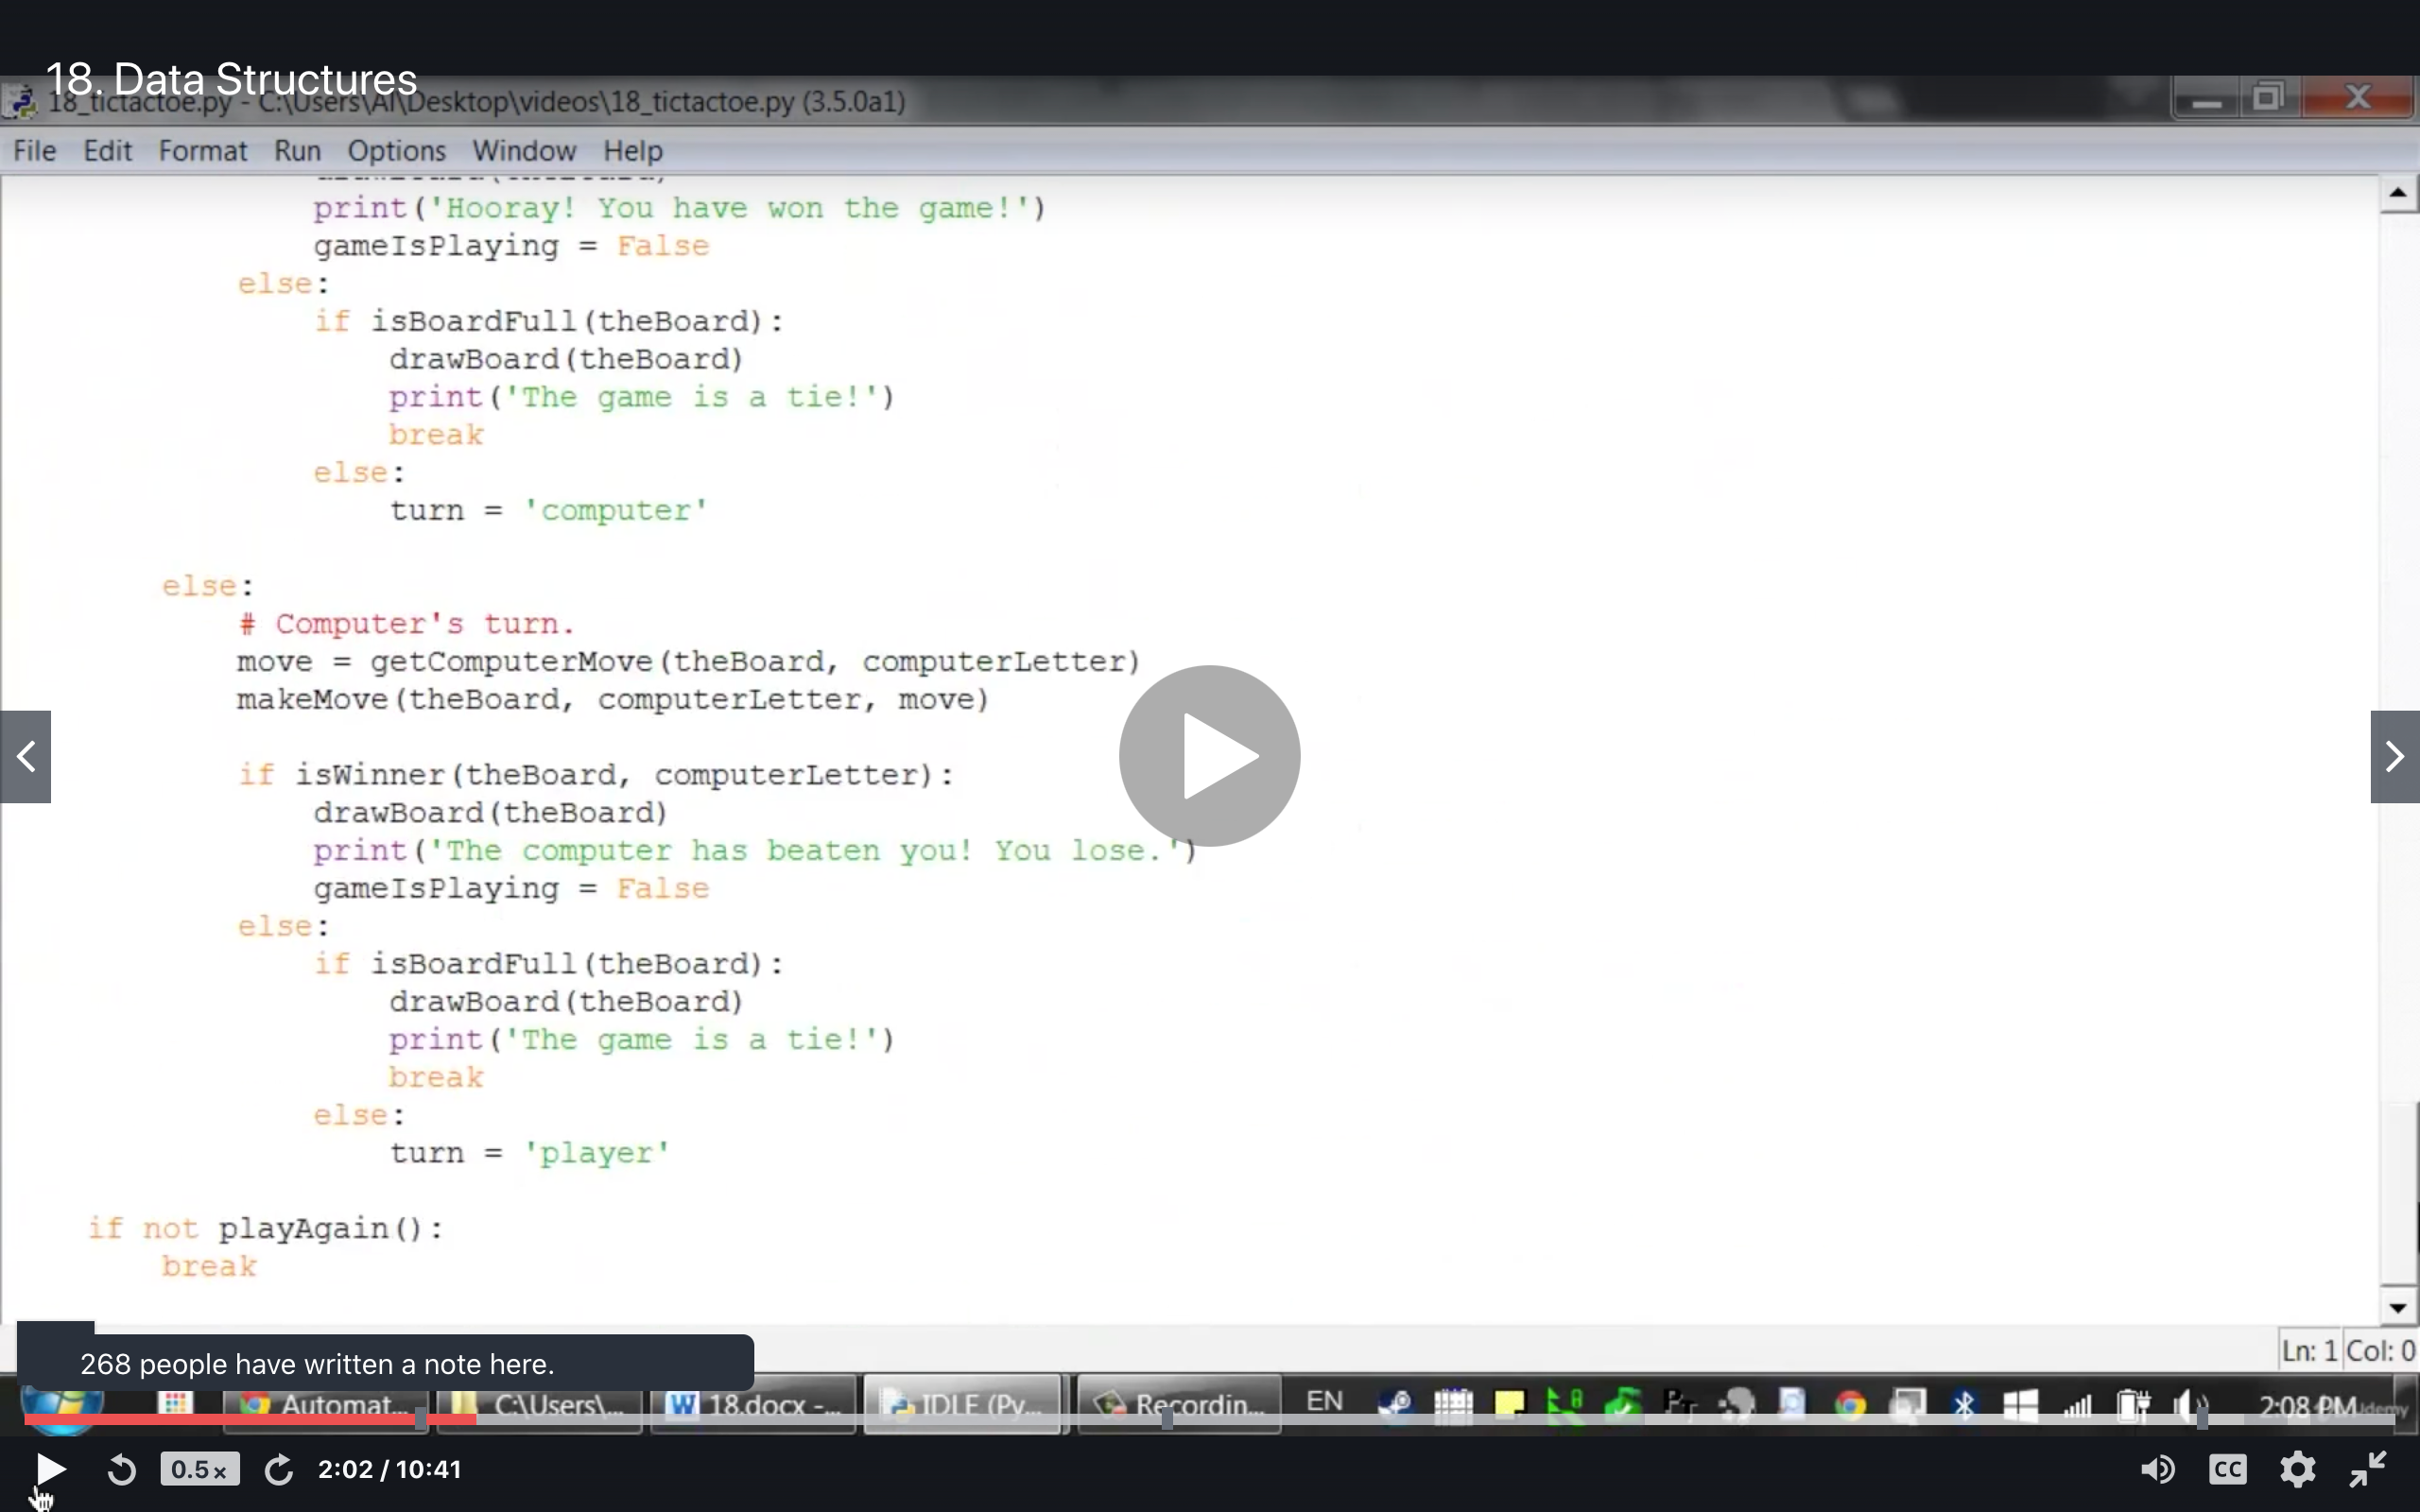 18. Data Structures
18_tictactoe.py - C:\Users\Al\Desktop\videos\18_tictactoe.py (3.5.0a1)
File Edit Format Run Options Window Help
print('Hooray! You have won the game!')
gameIsPlaying = False
else:
if isBoardFull(theBoard):
drawBoard(theBoard)
print('The game is a tie!')
break
else:
turn = 'computer'
else:
# Computer's turn.
move = getComputerMove(theBoard, computerLetter)
makeMove(theBoard, computerLetter, move)
if isWinner(theBoard, computerLetter):
drawBoard(theBoard)
print('The computer has beaten you! You lose.')
gameIsPlaying = False
else:
if isBoardFull(theBoard):
drawBoard(theBoard)
print('The game is a tie!')
break
else:
turn = 'player'
if not playAgain():
break
Ln: 1 Col: 0
268 people have written a note here.
Automat... C:\Users\... W 18.docx -... IDLE (Py... Recordin... EN 2:08 PM Udemy
0.5x 2:02 / 10:41 CC